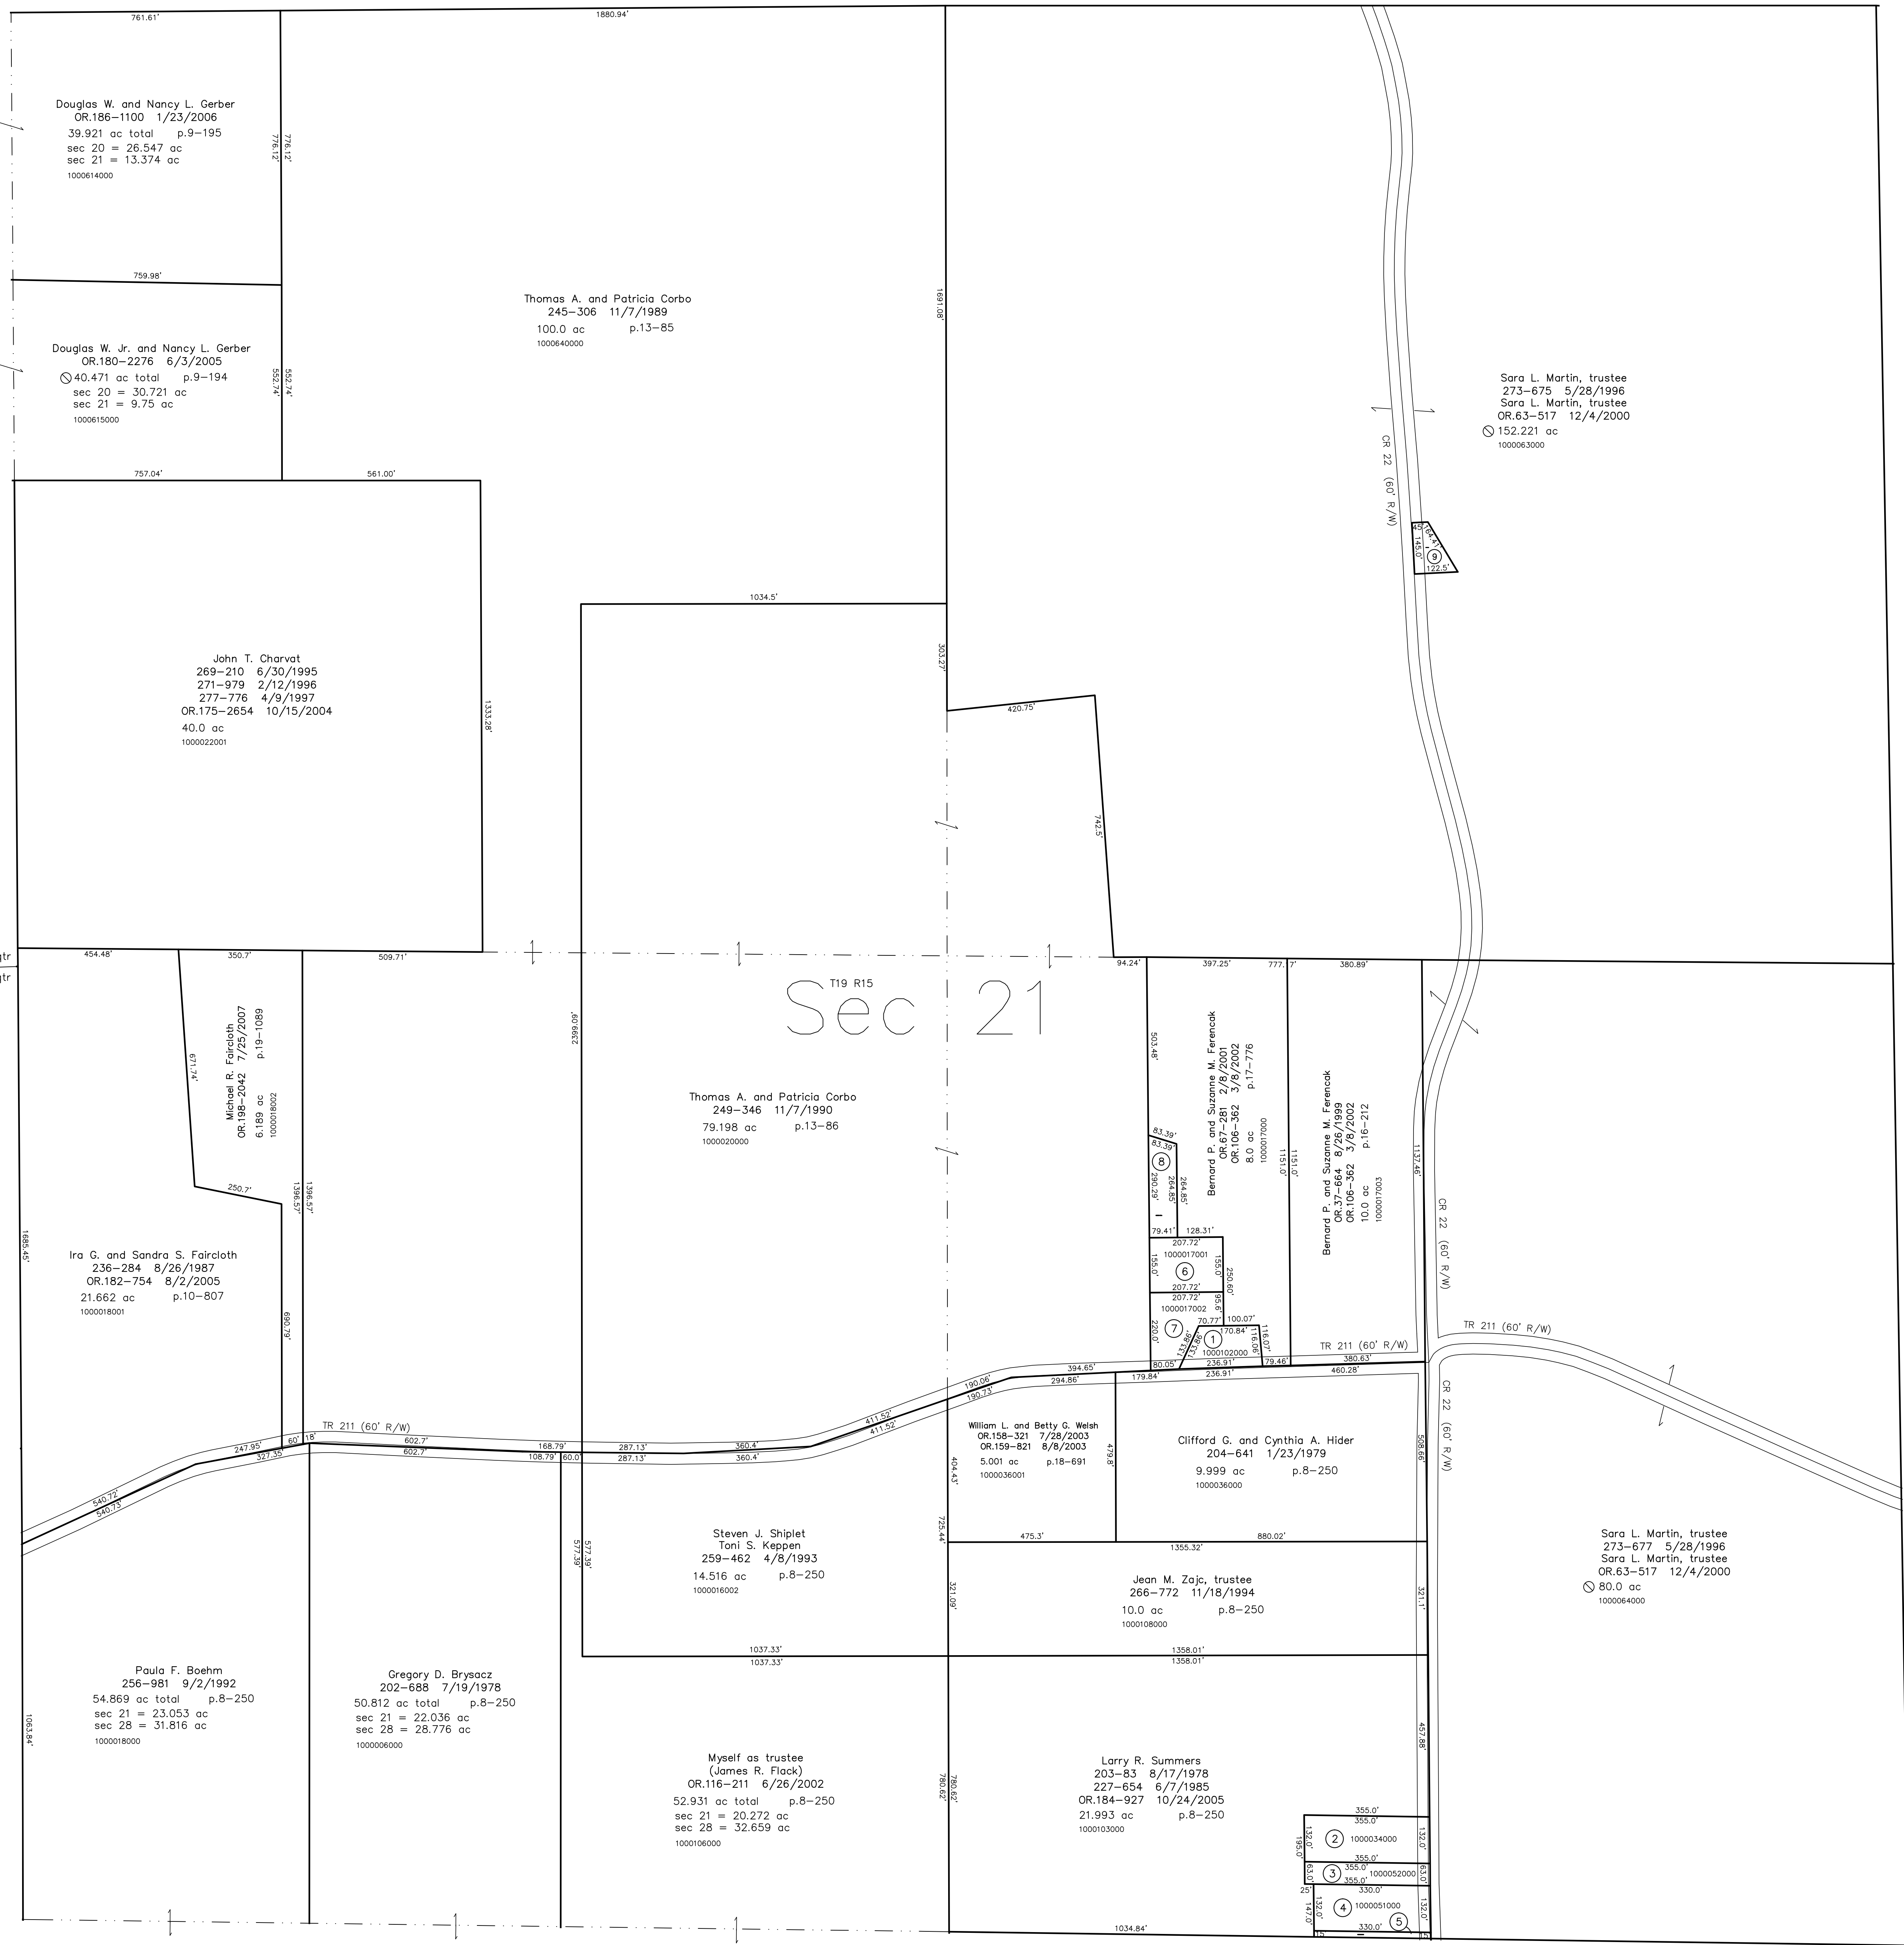 761.61'
1880.94'
Douglas W. and Nancy L. Gerber
OR.186-1100 1/23/2006
39.921 ac total p.9-195
sec 20 = 26.547 ac
sec 21 = 13.374 ac
1000614000
776.12'
776.12'
759.98'
Douglas W. Jr. and Nancy L. Gerber
OR.180-2276 6/3/2005
40.471 ac total p.9-194
sec 20 = 30.721 ac
sec 21 = 9.75 ac
1000615000
552.74'
552.74'
757.04'
561.00'
Thomas A. and Patricia Corbo
245-306 11/7/1989
100.0 ac p.13-85
1000640000
1691.08'
Sara L. Martin, trustee
273-675 5/28/1996
Sara L. Martin, trustee
OR.63-517 12/4/2000
152.221 ac
1000063000
CR 22 (60' R/W)
45'
164.41'
145.0'
9
122.5'
1034.5'
303.27'
420.75'
742.5'
John T. Charvat
269-210 6/30/1995
271-979 2/12/1996
277-776 4/9/1997
OR.175-2654 10/15/2004
40.0 ac
1000022001
1333.28'
gtr
gtr
454.48'
350.7'
509.71'
94.24'
397.25'
777.17'
380.89'
T19 R15
Sec 21
2399.09'
671.74'
Michael R. Faircloth
OR.198-2042 7/25/2007
6.189 ac p.19-1089
1000018002
250.7'
1396.57'
1396.57'
1685.45'
Ira G. and Sandra S. Faircloth
236-284 8/26/1987
OR.182-754 8/2/2005
21.662 ac p.10-807
1000018001
690.79'
Thomas A. and Patricia Corbo
249-346 11/7/1990
79.198 ac p.13-86
1000020000
503.48'
Bernard P. and Suzanne M. Ferencak
OR.67-281 2/8/2001
OR.106-362 3/8/2002
8.0 ac p.17-776
1000017000
1151.0'
1151.0'
Bernard P. and Suzanne M. Ferencak
OR.37-664 8/26/1999
OR.106-362 3/8/2002
10.0 ac p.16-212
1000017003
1137.46'
CR 22 (60' R/W)
83.39'
83.39'
8
290.29'
264.85'
264.85'
79.41'
128.31'
207.72'
1000017001
155.0'
155.0'
6
250.60'
207.72'
207.72'
1000017002
95.6'
220.0'
7
70.77'
100.07'
170.84'
133.86'
133.86'
1
116.06'
116.07'
1000102000
TR 211 (60' R/W)
TR 211 (60' R/W)
80.05'
236.91'
79.46'
380.63'
394.65'
294.86'
179.84'
236.91'
460.28'
190.06'
190.73'
411.52'
411.52'
TR 211 (60' R/W)
247.95'
60'
18'
602.7'
168.79'
287.13'
360.4'
327.35'
602.7'
108.79'
60.0'
287.13'
360.4'
540.72'
540.73'
William L. and Betty G. Welsh
OR.158-321 7/28/2003
OR.159-821 8/8/2003
5.001 ac p.18-691
1000036001
404.43'
479.8'
475.3'
Clifford G. and Cynthia A. Hider
204-641 1/23/1979
9.999 ac p.8-250
1000036000
508.66'
CR 22 (60' R/W)
880.02'
725.44'
1355.32'
Steven J. Shiplet
Toni S. Keppen
259-462 4/8/1993
14.516 ac p.8-250
1000016002
577.39'
577.39'
Jean M. Zajc, trustee
266-772 11/18/1994
10.0 ac p.8-250
1000108000
321.09'
321.1'
Sara L. Martin, trustee
273-677 5/28/1996
Sara L. Martin, trustee
OR.63-517 12/4/2000
80.0 ac
1000064000
1037.33'
1037.33'
1358.01'
1358.01'
Paula F. Boehm
256-981 9/2/1992
54.869 ac total p.8-250
sec 21 = 23.053 ac
sec 28 = 31.816 ac
1000018000
1063.84'
Gregory D. Brysacz
202-688 7/19/1978
50.812 ac total p.8-250
sec 21 = 22.036 ac
sec 28 = 28.776 ac
1000006000
Myself as trustee
(James R. Flack)
OR.116-211 6/26/2002
52.931 ac total p.8-250
sec 21 = 20.272 ac
sec 28 = 32.659 ac
1000106000
780.62'
780.62'
Larry R. Summers
203-83 8/17/1978
227-654 6/7/1985
OR.184-927 10/24/2005
21.993 ac p.8-250
1000103000
457.88'
355.0'
355.0'
132.0'
2
1000034000
132.0'
195.0'
355.0'
355.0'
63.0'
3
1000052000
63.0'
355.0'
25'
330.0'
132.0'
147.0'
4
1000051000
132.0'
5
330.0'
15'
15'
1034.84'